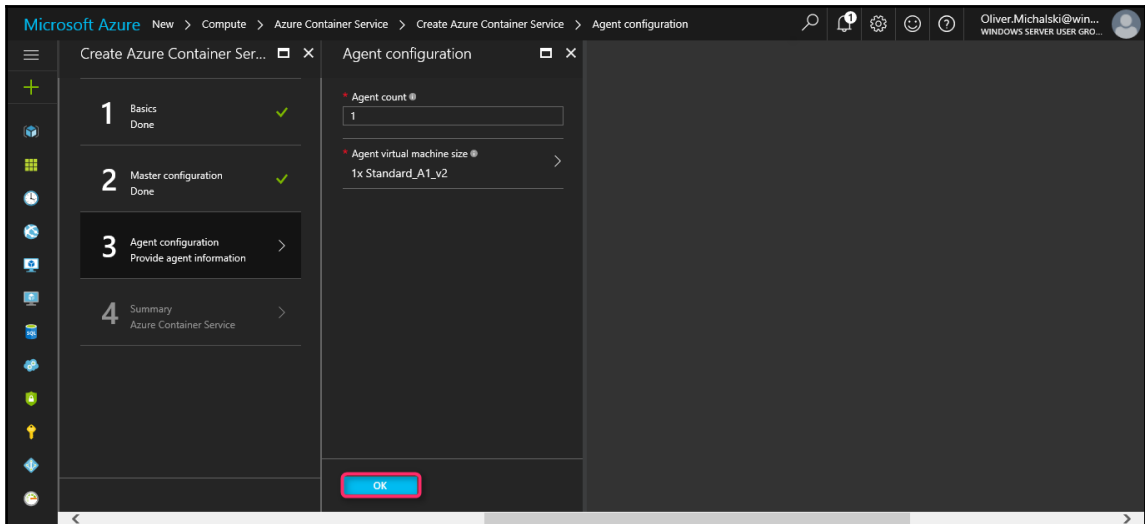 Microsoft Azure New > Compute > Azure Container Service > Create Azure Container Service > Agent configuration
1
Oliver.Michalski@win...
WINDOWS SERVER USER GRO...
Create Azure Container Ser...
Agent configuration
1
Basics
Done
2
Master configuration
Done
3
Agent configuration
Provide agent information
4
Summary
Azure Container Service
* Agent count
1
* Agent virtual machine size
1x Standard_A1_v2
SQL
OK